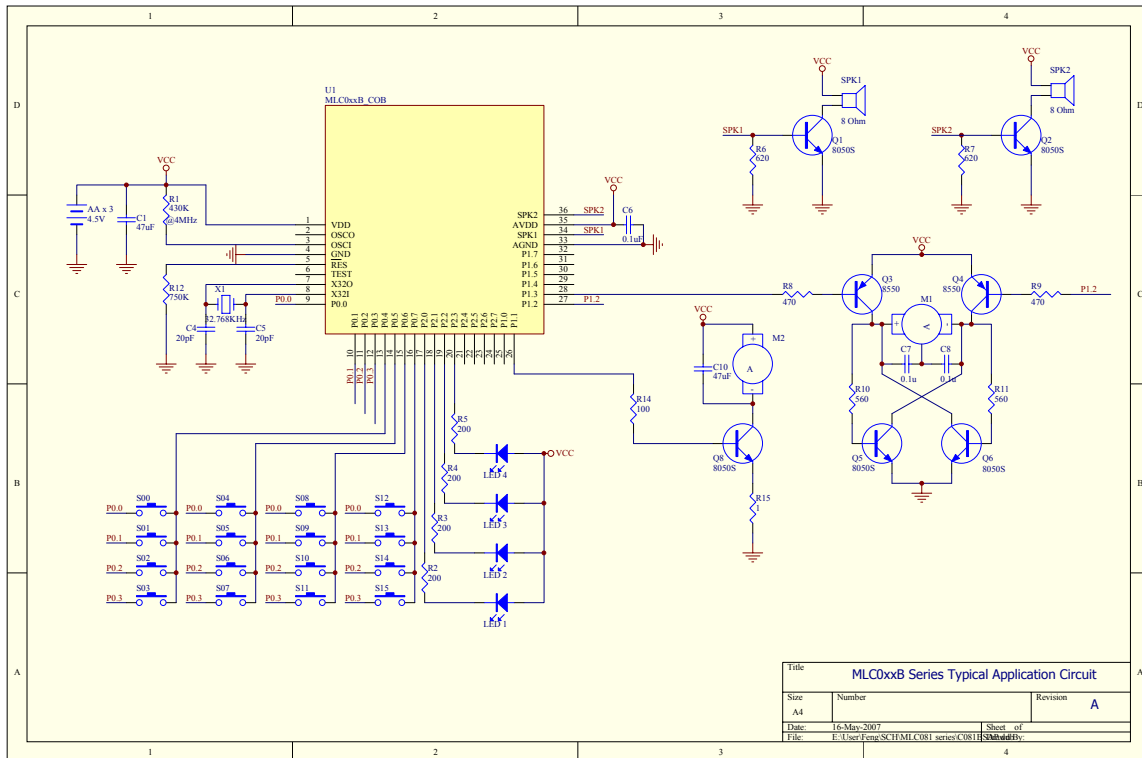 1 2 3 4
D
C
B
A
D
C
B
A
U1
MLC0xxB_COB
VCC
AA x 3
4.5V
C1
47uF
R1
430K
@4MHz
R12
750K
X1
32.768KHz
C4
20pF
C5
20pF
P0.0
1 VDD
2 OSCO
3 OSCI
4 GND
5 RES
6 TEST
7 X32O
8 X32I
9 P0.0
SPK2 36 SPK2
AVDD 35
SPK1 34 SPK1
AGND 33
P1.7 32
P1.6 31
P1.5 30
P1.4 29
P1.3 28
P1.2 27 P1.2
P0.1 P0.2 P0.3 P0.4 P0.5 P0.6 P0.7 P2.0 P2.1 P2.2 P2.3 P2.4 P2.5 P2.6 P2.7 P1.0 P1.1
10 11 12 13 14 15 16 17 18 19 20 21 22 23 24 25 26
P0.1 P0.2 P0.3
VCC
C6
0.1uF
VCC
SPK1
8 Ohm
SPK1
R6
620
Q1
8050S
VCC
SPK2
8 Ohm
SPK2
R7
620
Q2
8050S
VCC
Q3
8550
Q4
8550
R8
470
R9
470
P1.2
M1
A
+ -
C7
0.1u
C8
0.1u
R10
560
R11
560
Q5
8050S
Q6
8050S
VCC
C10
47uF
M2
+
A
-
R14
100
Q8
8050S
R15
1
R5
200
R4
200
R3
200
R2
200
VCC
LED 4
LED 3
LED 2
LED 1
S00 S04 S08 S12
P0.0 P0.0 P0.0 P0.0
S01 S05 S09 S13
P0.1 P0.1 P0.1 P0.1
S02 S06 S10 S14
P0.2 P0.2 P0.2 P0.2
S03 S07 S11 S15
P0.3 P0.3 P0.3 P0.3
Title
MLC0xxB Series Typical Application Circuit
Size Number Revision
A4 A
Date: 16-May-2007 Sheet of
File: E:\User\Feng\SCH\MLC081 series\C081B
1 2 3 4